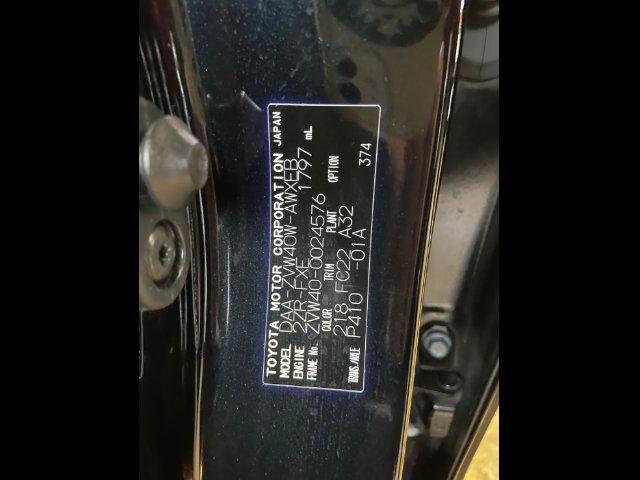 TOYOTA MOTOR CORPORATION JAPAN
MODEL DAA-ZVW40W-AWXEB
ENGINE 2ZR-FXE 1797 mL
FRAME No. ZVW40-0024576
COLOR TRIM PLANT OPTION
218 FC22 A32 374
TRANS./AXLE P410 -01A